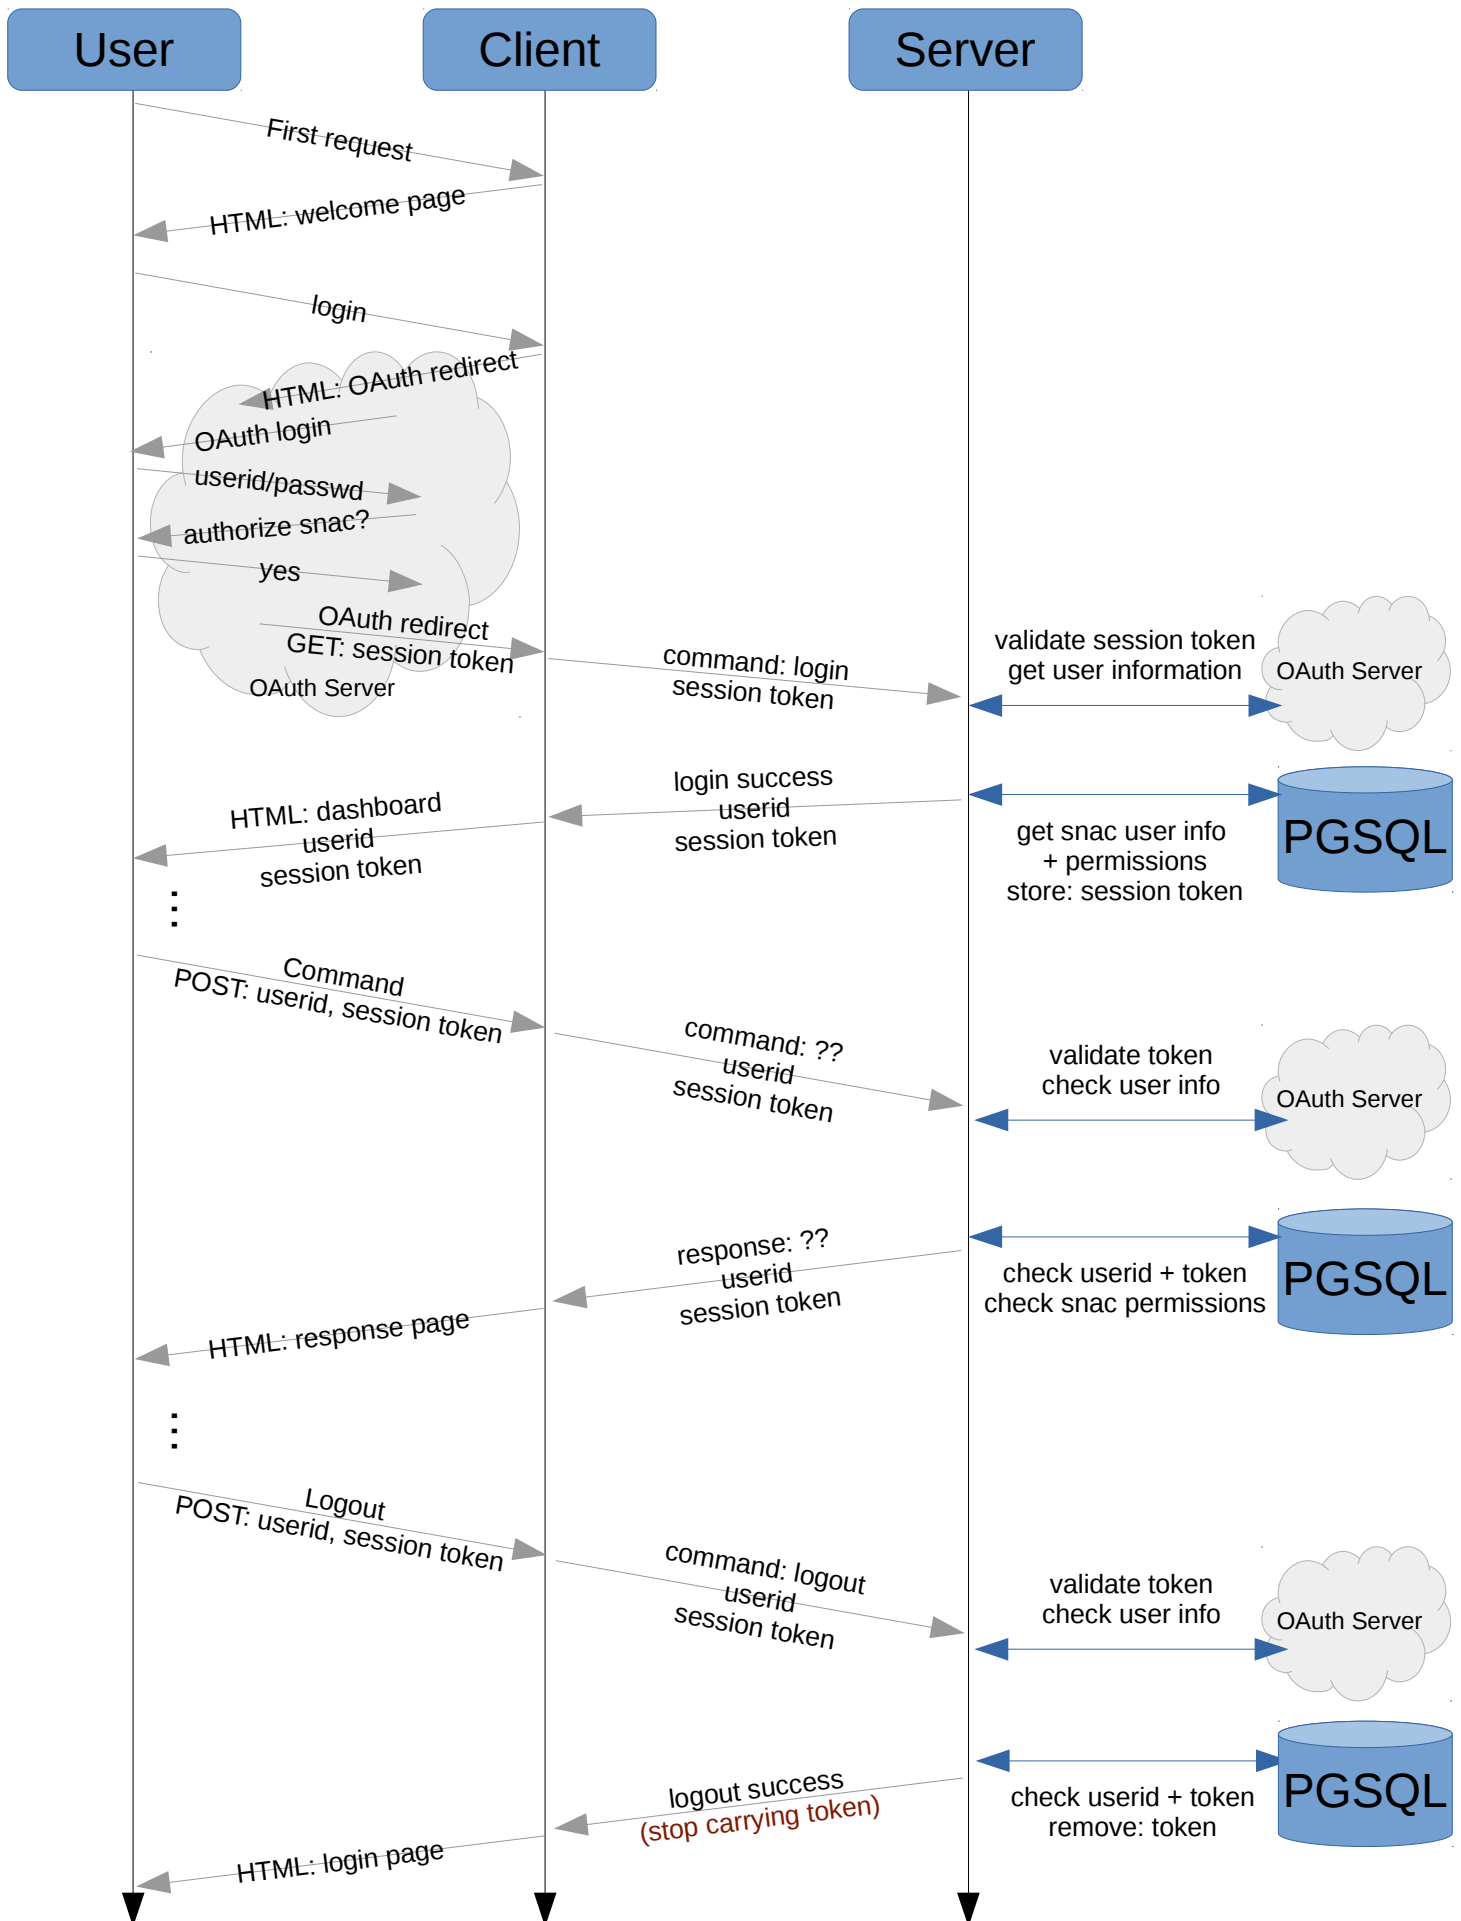 User
Client
Server
First request
HTML: welcome page
login
HTML: OAuth redirect
OAuth login
userid/passwd
authorize snac?
yes
OAuth redirect
GET: session token
OAuth Server
command: login
session token
validate session token
get user information
OAuth Server
login success
userid
session token
HTML: dashboard
userid
session token
get snac user info
+ permissions
store: session token
PGSQL
...
Command
POST: userid, session token
command: ??
userid
session token
validate token
check user info
OAuth Server
response: ??
userid
session token
check userid + token
check snac permissions
PGSQL
HTML: response page
...
Logout
POST: userid, session token
command: logout
userid
session token
validate token
check user info
OAuth Server
logout success
(stop carrying token)
check userid + token
remove: token
PGSQL
HTML: login page